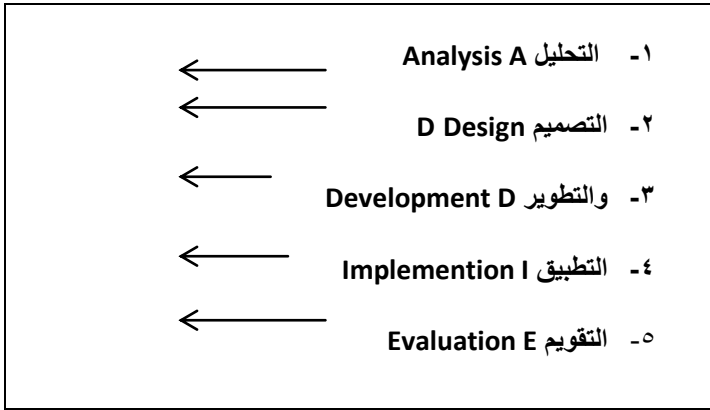 ١- التحليل Analysis A
٢- التصميم D Design
٣- والتطوير Development D
٤- التطبيق Implemention I
٥- التقويم Evaluation E